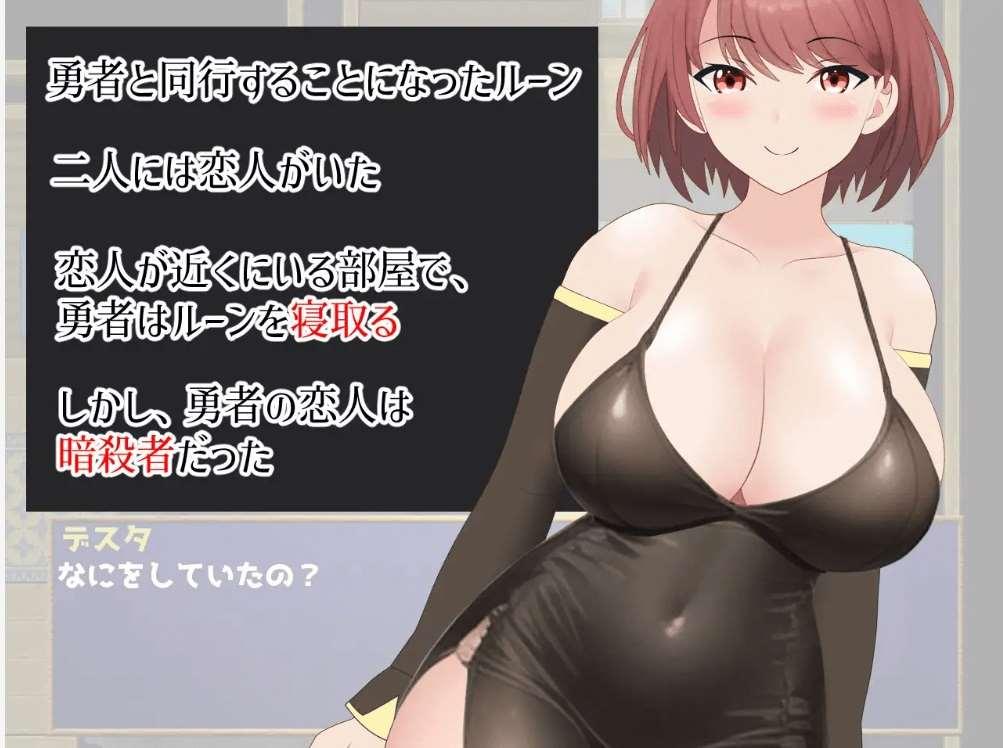 勇者と同行することになったルーン
二人には恋人がいた
恋人が近くにいる部屋で、
勇者はルーンを寝取る
しかし、勇者の恋人は
暗殺者だった
デスタ
なにをしていたの？